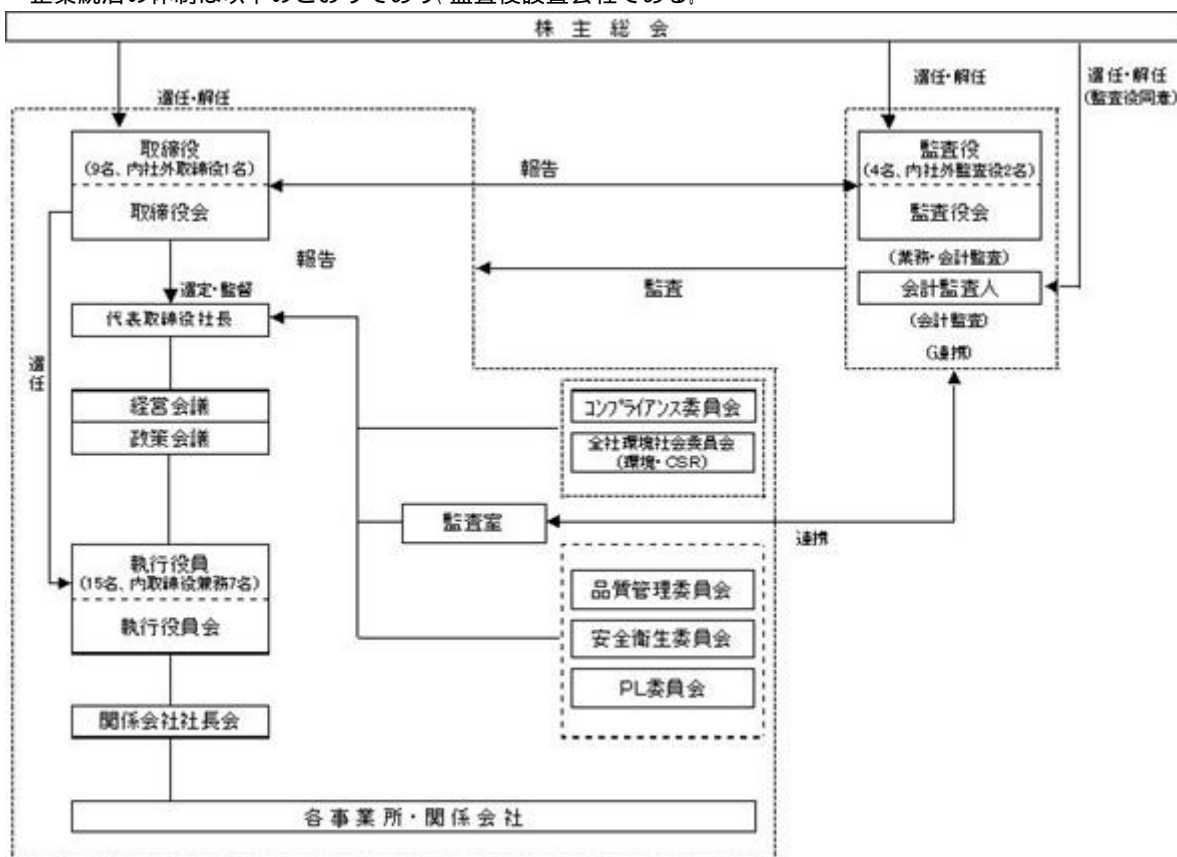 企業統治の体制は以下のとおりであり、監査役設置会社である。
株 主 総 会
選任・解任
選任・解任
選任・解任
(監査役同意)
取締役
(9名、内社外取締役1名)
取締役会
報告
監査役
(4名、内社外監査役2名)
監査役会
(業務・会計監査)
会計監査人
(会計監査)
(連携)
報告
監査
選定・監督
代表取締役社長
選任
経営会議
政策会議
コンプライアンス委員会
全社環境社会委員会
(環境・CSR)
監査室
連携
執行役員
(15名、内取締役兼務7名)
執行役員会
品質管理委員会
安全衛生委員会
PL委員会
関係会社社長会
各事業所・関係会社